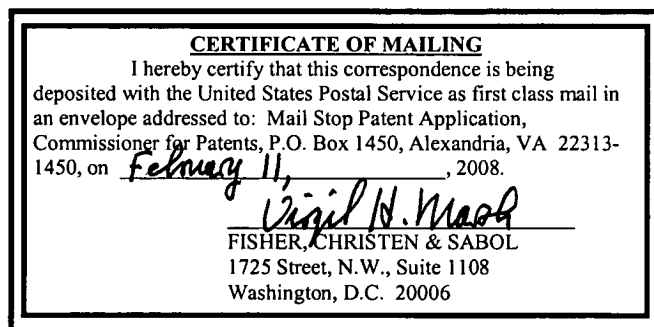 CERTIFICATE OF MAILING
I hereby certify that this correspondence is being
deposited with the United States Postal Service as first class mail in
an envelope addressed to: Mail Stop Patent Application,
Commissioner for Patents, P.O. Box 1450, Alexandria, VA 22313-
1450, on February 11, , 2008.
Virgil H. Marsh
FISHER, CHRISTEN & SABOL
1725 Street, N.W., Suite 1108
Washington, D.C. 20006